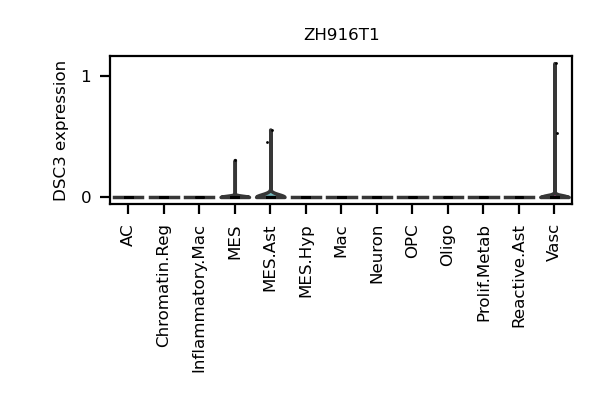 ZH916T1
DSC3 expression
1
0
AC
Chromatin.Reg
Inflammatory.Mac
MES
MES.Ast
MES.Hyp
Mac
Neuron
OPC
Oligo
Prolif.Metab
Reactive.Ast
Vasc